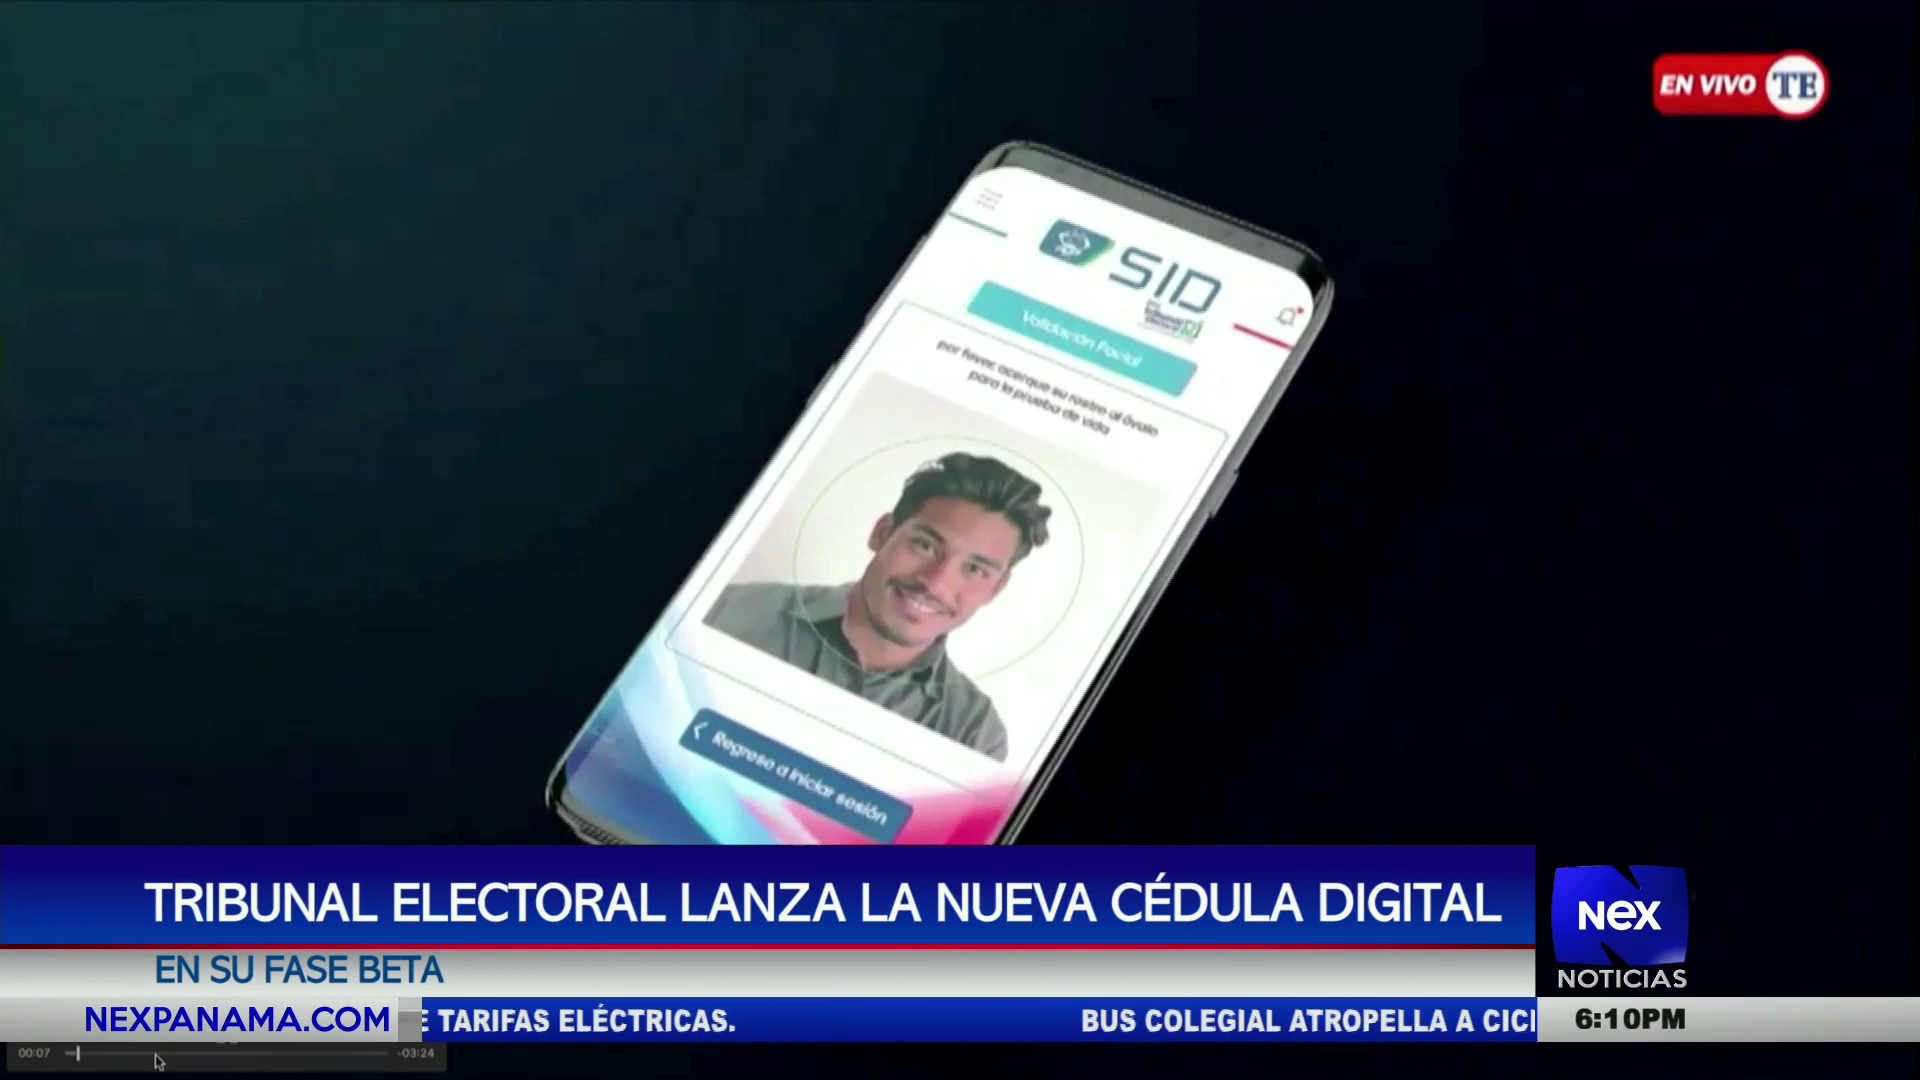 EN VIVO TE
SID
Validación Facial
por favor, acerque su rostro al óvalo
para la prueba de vida
Regrese a iniciar sesión
TRIBUNAL ELECTORAL LANZA LA NUEVA CÉDULA DIGITAL
EN SU FASE BETA
NEX
NOTICIAS
NEXPANAMA.COM
E TARIFAS ELÉCTRICAS. BUS COLEGIAL ATROPELLA A CICI
6:10PM
00:07 -03:24